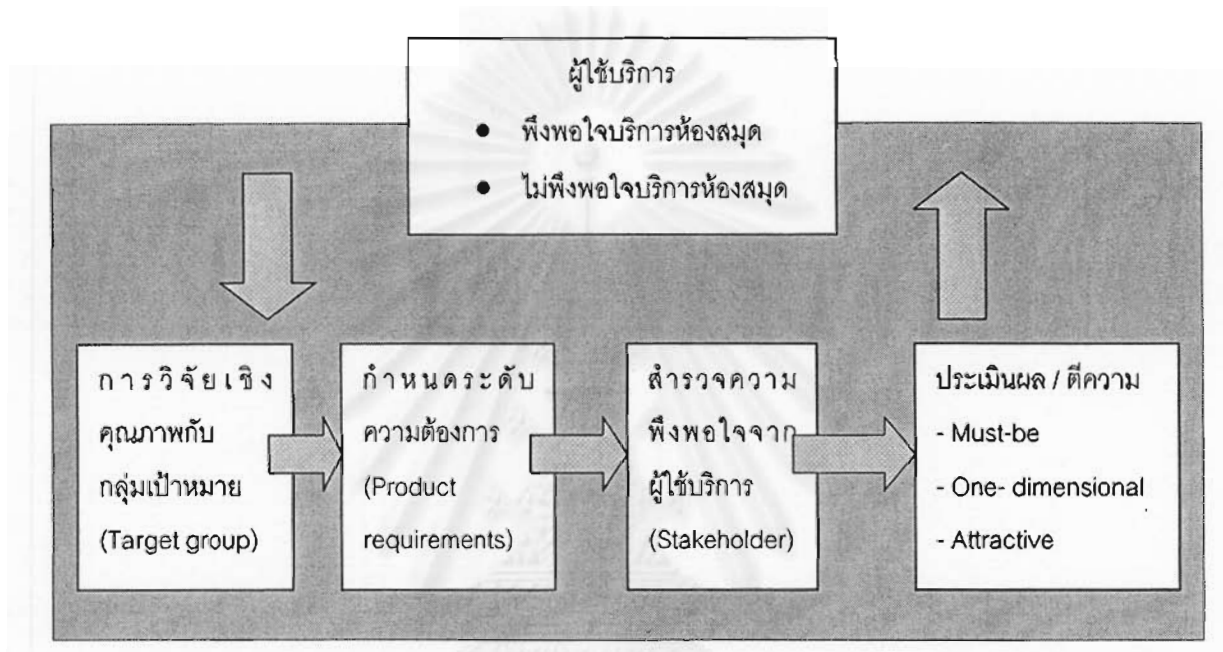 ผู้ใช้บริการ
● พึงพอใจบริการห้องสมุด
● ไม่พึงพอใจบริการห้องสมุด
การวิจัยเชิง
คุณภาพกับ
กลุ่มเป้าหมาย
(Target group)
กำหนดระดับ
ความต้องการ
(Product
requirements)
สำรวจความ
พึงพอใจจาก
ผู้ใช้บริการ
(Stakeholder)
ประเมินผล / ตีความ
- Must-be
- One- dimensional
- Attractive